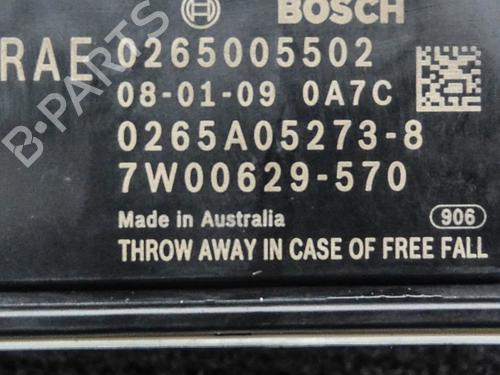 BOSCH
RAE 0265005502
08-01-09 0A7C
0265A05273-8
7W00629-570
Made in Australia 906
THROW AWAY IN CASE OF FREE FALL
B-PARTS